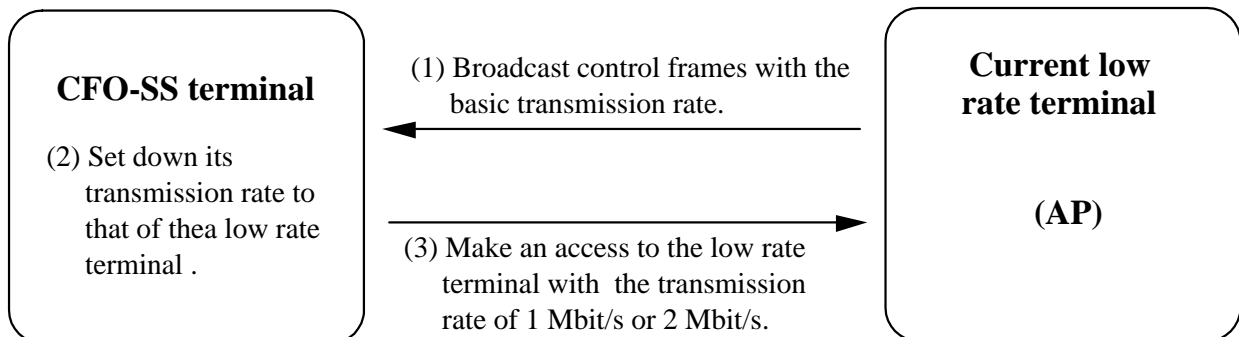 CFO-SS terminal
(2) Set down its
transmission rate to
that of thea low rate
terminal .
(1) Broadcast control frames with the
basic transmission rate.
(3) Make an access to the low rate
terminal with the transmission
rate of 1 Mbit/s or 2 Mbit/s.
Current low
rate terminal
(AP)